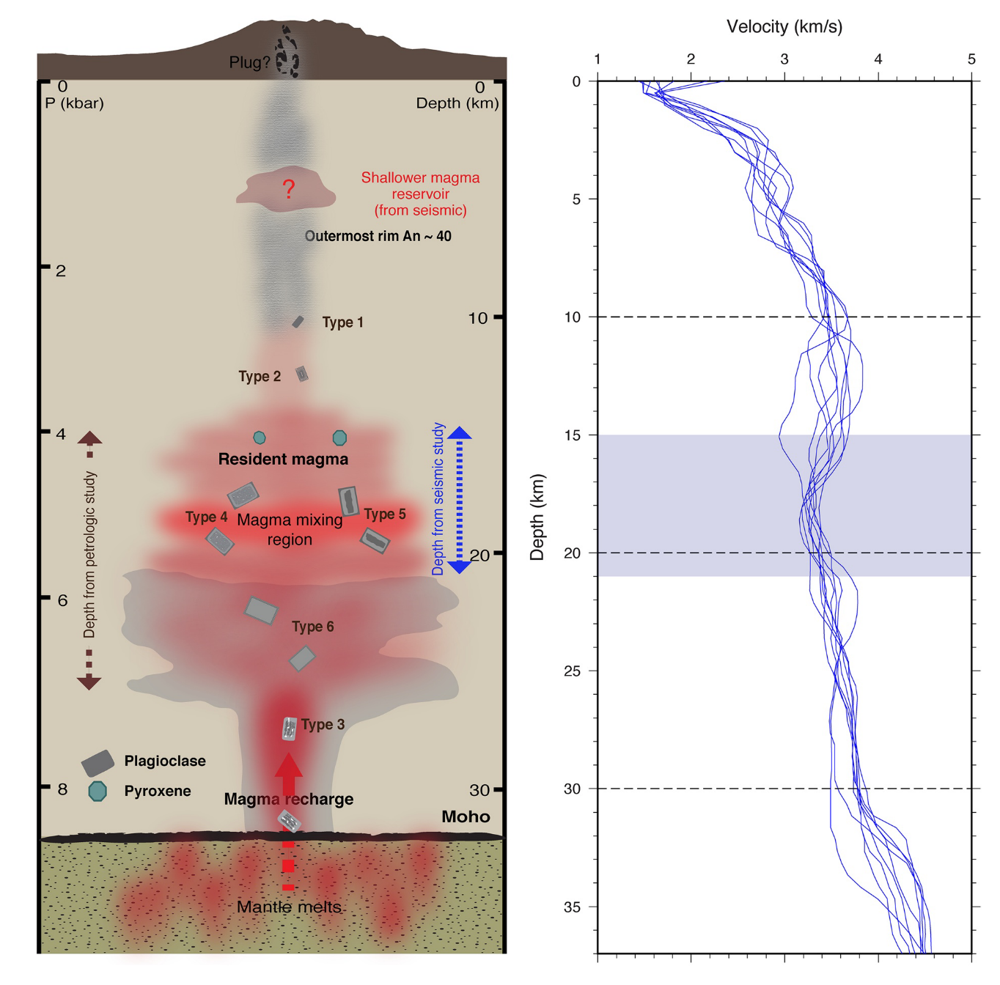 Plug?
0
P (kbar)
0
Depth (km)
?
Shallower magma
reservoir
(from seismic)
Outermost rim An ~ 40
2
Type 1
10
Type 2
4
Resident magma
Depth from petrologic study
Depth from seismic study
Type 4
Magma mixing
region
Type 5
20
6
Type 6
Type 3
Plagioclase
Pyroxene
8
Magma recharge
30
Moho
Mantle melts
Velocity (km/s)
1 2 3 4 5
Depth (km)
0
5
10
15
20
25
30
35